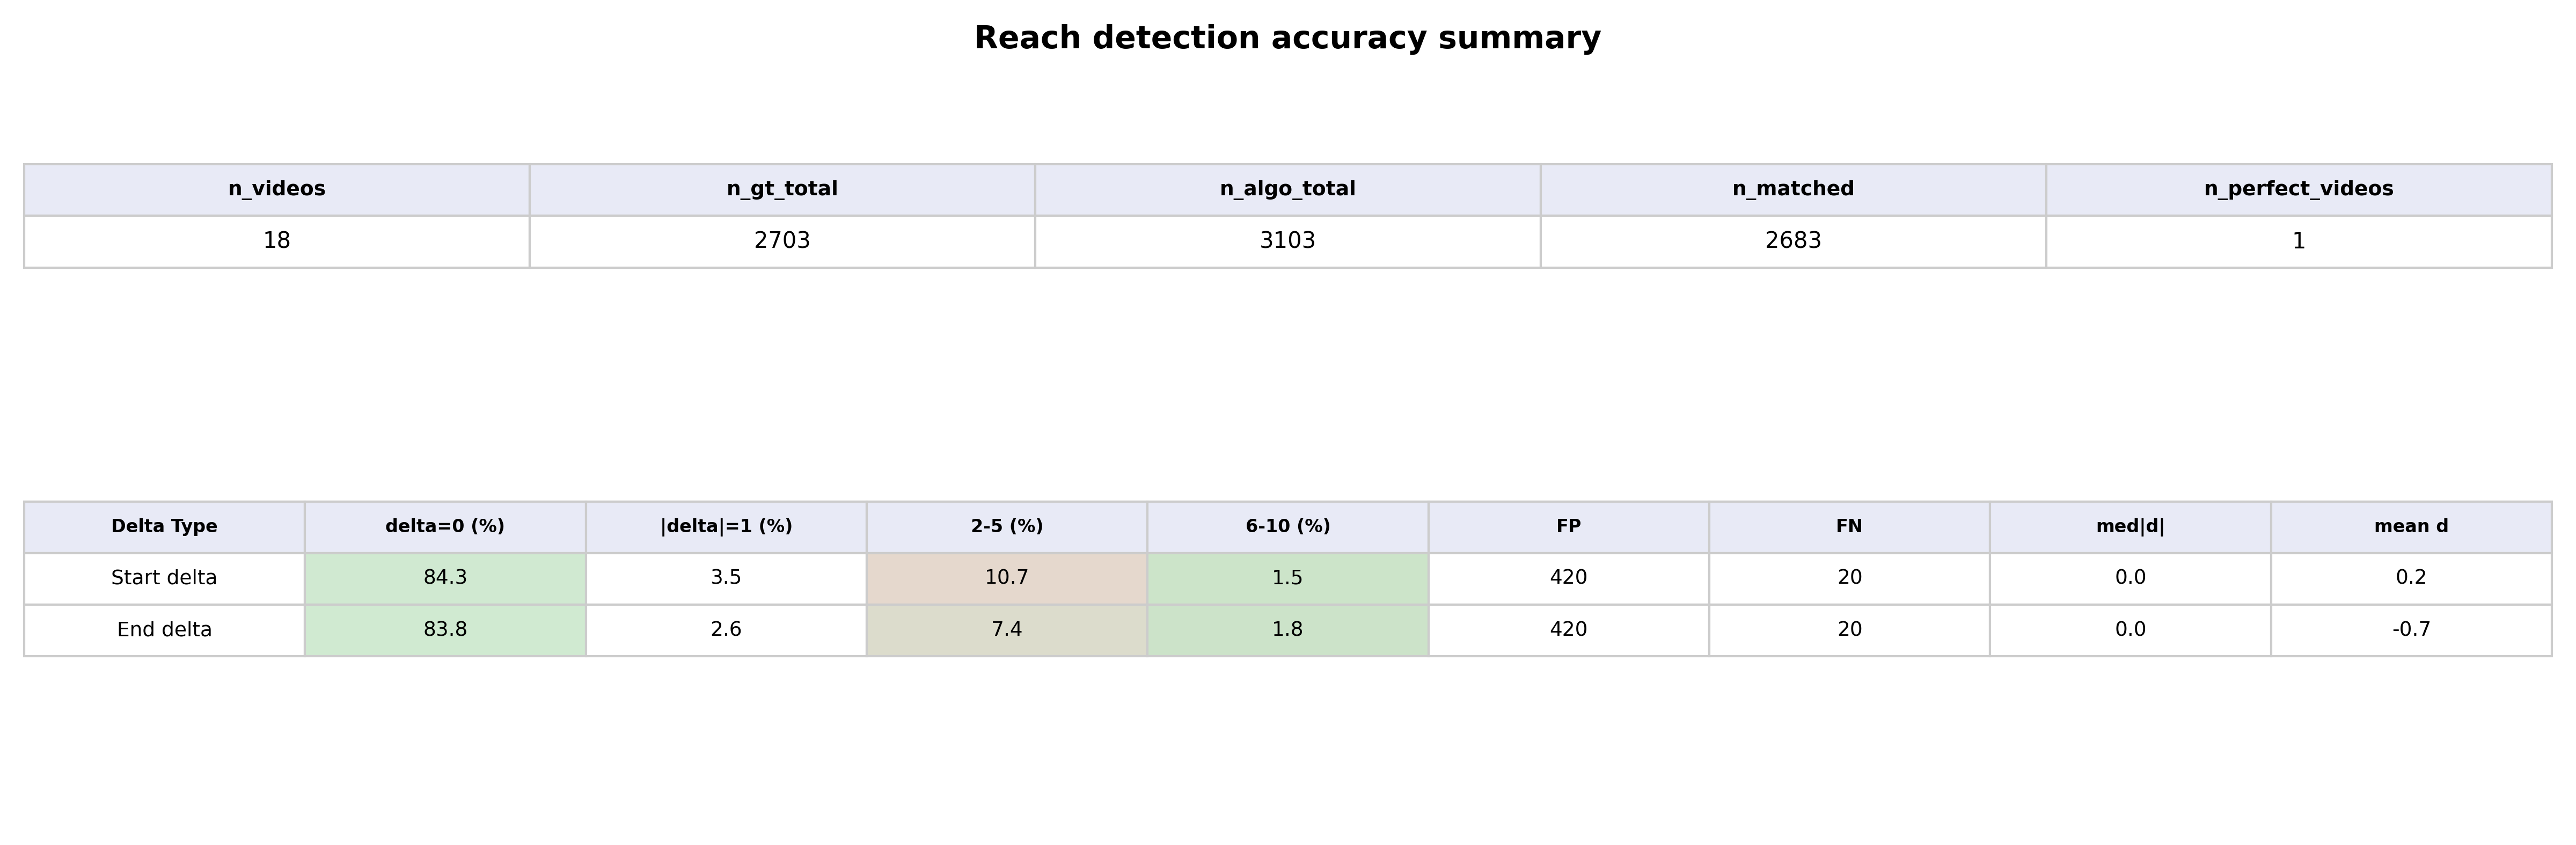 Reach detection accuracy summary
n_videos n_gt_total n_algo_total n_matched n_perfect_videos
18 2703 3103 2683 1
Delta Type delta=0 (%) |delta|=1 (%) 2-5 (%) 6-10 (%) FP FN med|d| mean d
Start delta 84.3 3.5 10.7 1.5 420 20 0.0 0.2
End delta 83.8 2.6 7.4 1.8 420 20 0.0 -0.7